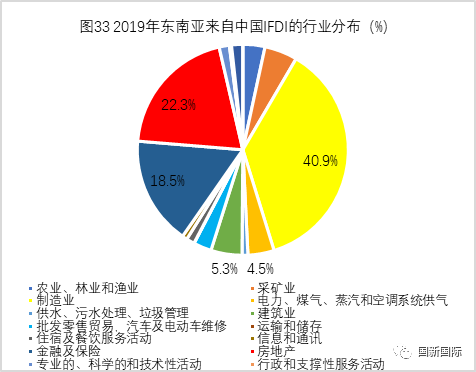 图33 2019年东南亚来自中国IFDI的行业分布（%）
22.3%
40.9%
18.5%
5.3%
4.5%
农业、林业和渔业
采矿业
制造业
电力、煤气、蒸汽和空调系统供气
供水、污水处理、垃圾管理
建筑业
批发零售贸易，汽车及电动车维修
运输和储存
住宿及餐饮服务活动
信息和通讯
金融及保险
房地产
专业的、科学的和技术性活动
行政和支撑性服务活动
国新国际